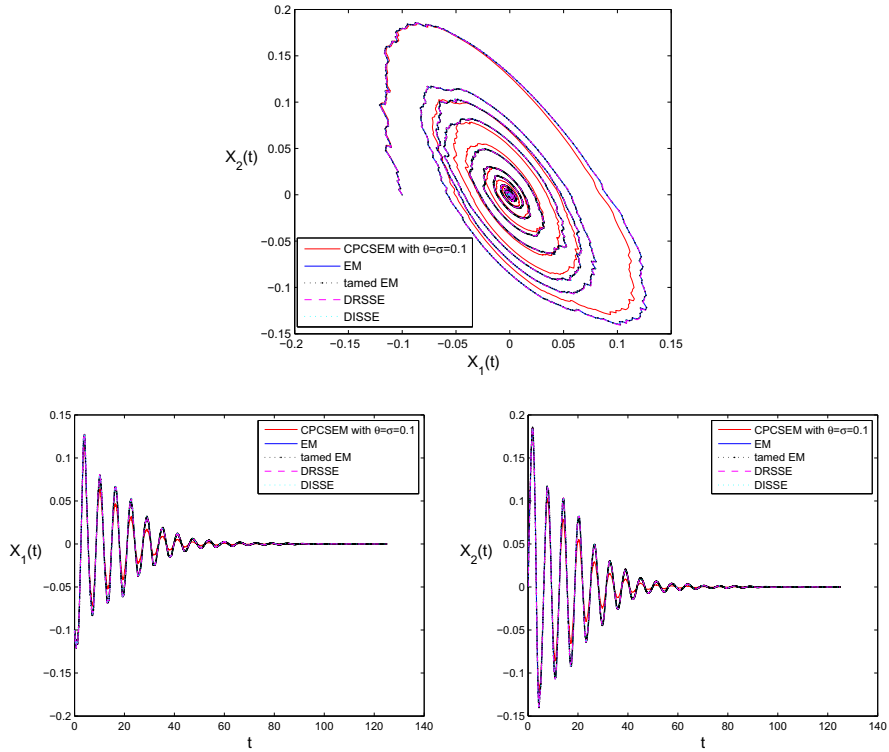 0.2
0.15
0.1
0.05
0
−0.05
−0.1
−0.15
X2(t)
CPCSEM with θ=σ=0.1
EM
tamed EM
DRSSE
DISSE
−0.2 −0.15 −0.1 −0.05 0 0.05 0.1 0.15
X1(t)
0.15
0.1
0.05
0
−0.05
−0.1
−0.15
−0.2
X1(t)
CPCSEM with θ=σ=0.1
EM
tamed EM
DRSSE
DISSE
0 20 40 60 80 100 120 140
t
0.2
0.15
0.1
0.05
0
−0.05
−0.1
−0.15
X2(t)
CPCSEM with θ=σ=0.1
EM
tamed EM
DRSSE
DISSE
0 20 40 60 80 100 120 140
t